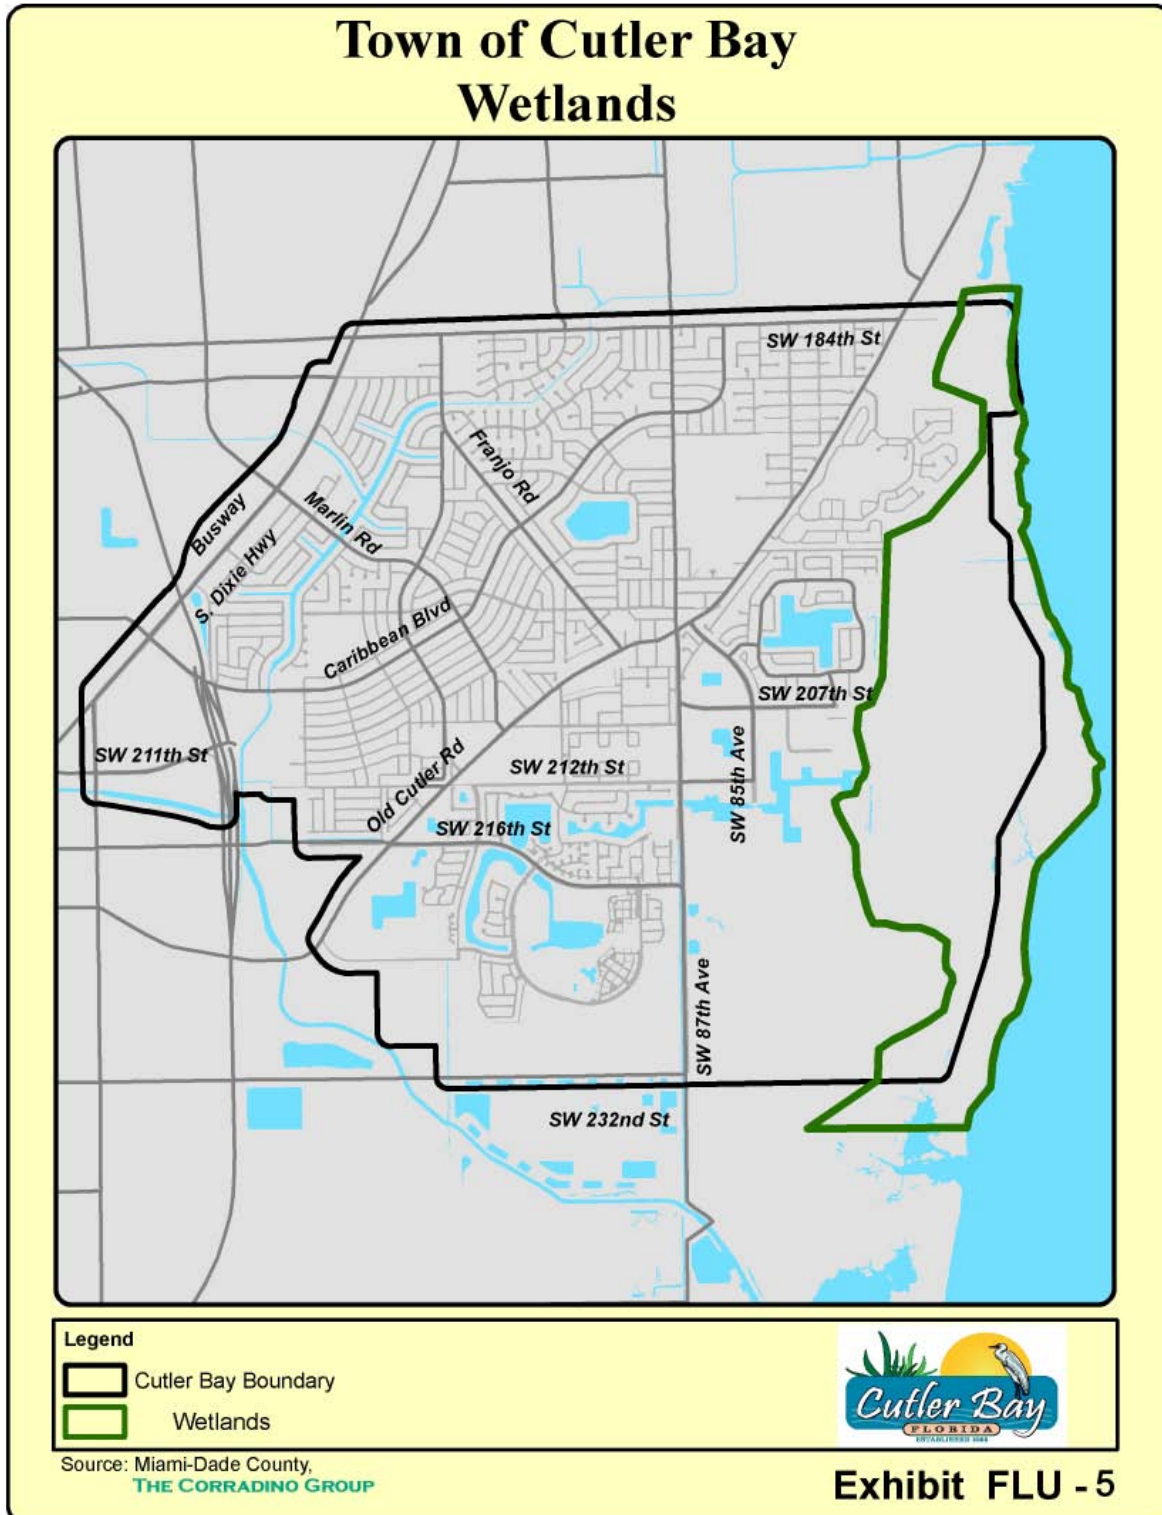 Town of Cutler Bay
Wetlands
SW 184th St
Franjo Rd
Marlin Rd
Busway
S. Dixie Hwy
Caribbean Blvd
SW 207th St
SW 211th St
Old Cutler Rd
SW 212th St
SW 85th Ave
SW 216th St
SW 87th Ave
SW 232nd St
Legend
Cutler Bay Boundary
Wetlands
Cutler Bay
FLORIDA
Source: Miami-Dade County,
THE CORRADINO GROUP
Exhibit FLU - 5